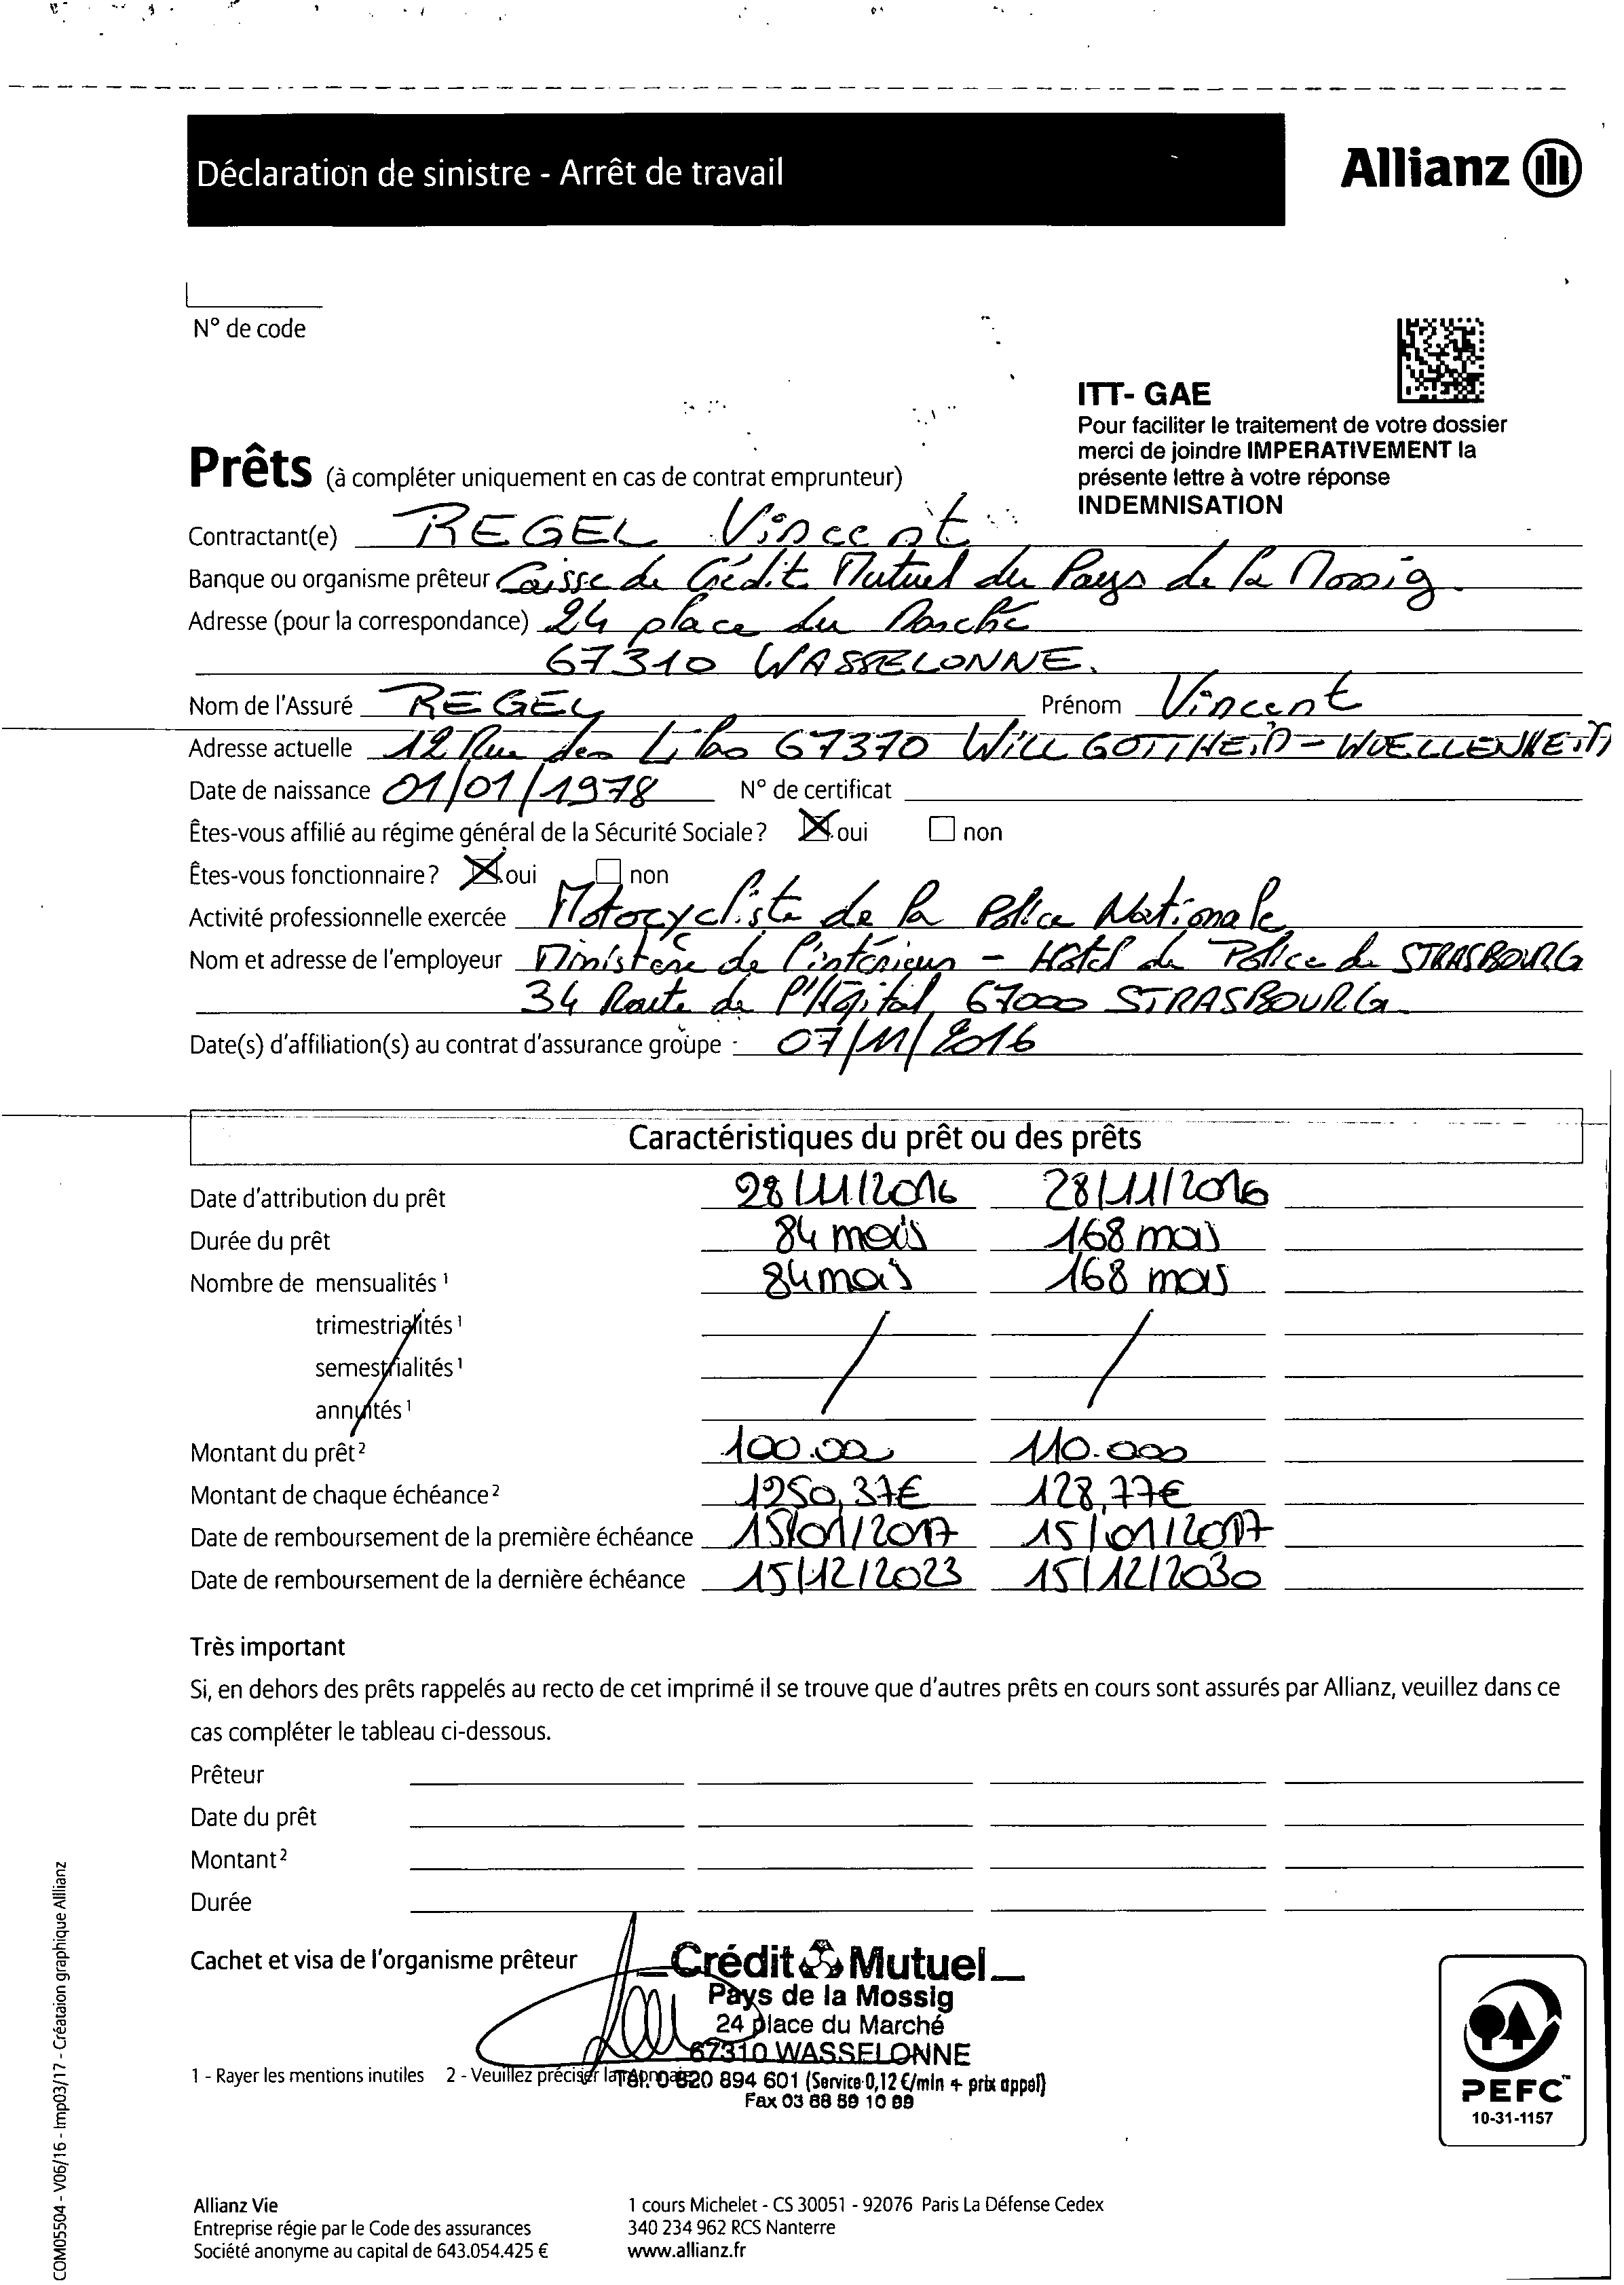 Déclaration de sinistre - Arrêt de travail
Allianz
N° de code
ITT- GAE
Pour faciliter le traitement de votre dossier
merci de joindre IMPERATIVEMENT la
présente lettre à votre réponse
INDEMNISATION
Prêts (à compléter uniquement en cas de contrat emprunteur)
Contractant(e) REGEL Vincent
Banque ou organisme prêteur Caisse de Crédit Mutuel du Pays de la Mossig.
Adresse (pour la correspondance) 24 place du Marché
67310 WASSELONNE.
Nom de l'Assuré REGEL Prénom Vincent
Adresse actuelle 12 Rue des Lilas 67370 WILLGOTTHEIM - WOELLENHEIM
Date de naissance 01/01/1978 N° de certificat
Êtes-vous affilié au régime général de la Sécurité Sociale ? oui non
Êtes-vous fonctionnaire ? oui non
Activité professionnelle exercée Motocycliste de la Police Nationale
Nom et adresse de l'employeur Ministère de l'intérieur - Hôtel de Police de STRASBOURG
34 Route de l'Hôpital, 67000 STRASBOURG.
Date(s) d'affiliation(s) au contrat d'assurance groupe : 07/11/2016
Caractéristiques du prêt ou des prêts
Date d'attribution du prêt 28/11/2016 28/11/2016
Durée du prêt 84 mois 168 mois
Nombre de mensualités 1 84 mois 168 mois
trimestrialités 1 / /
semestrialités 1
annuités 1
Montant du prêt 2 100.00 110.000
Montant de chaque échéance 2 1250,37€ 128,77€
Date de remboursement de la première échéance 15/01/2017 15/01/2017
Date de remboursement de la dernière échéance 15/12/2023 15/12/2030
Très important
Si, en dehors des prêts rappelés au recto de cet imprimé il se trouve que d'autres prêts en cours sont assurés par Allianz, veuillez dans ce
cas compléter le tableau ci-dessous.
Prêteur
Date du prêt
Montant 2
Durée
Cachet et visa de l'organisme prêteur
Crédit Mutuel
Pays de la Mossig
24 place du Marché
67310 WASSELONNE
Tél. 0 820 894 601 (Service 0,12 €/min + prix appel)
Fax 03 88 59 10 99
1 - Rayer les mentions inutiles 2 - Veuillez préciser la monnaie
PEFC™
10-31-1157
Allianz Vie
Entreprise régie par le Code des assurances
Société anonyme au capital de 643.054.425 €
1 cours Michelet - CS 30051 - 92076 Paris La Défense Cedex
340 234 962 RCS Nanterre
www.allianz.fr
COM05504 - V06/16 - Imp03/17 - Créataion graphique Allianz